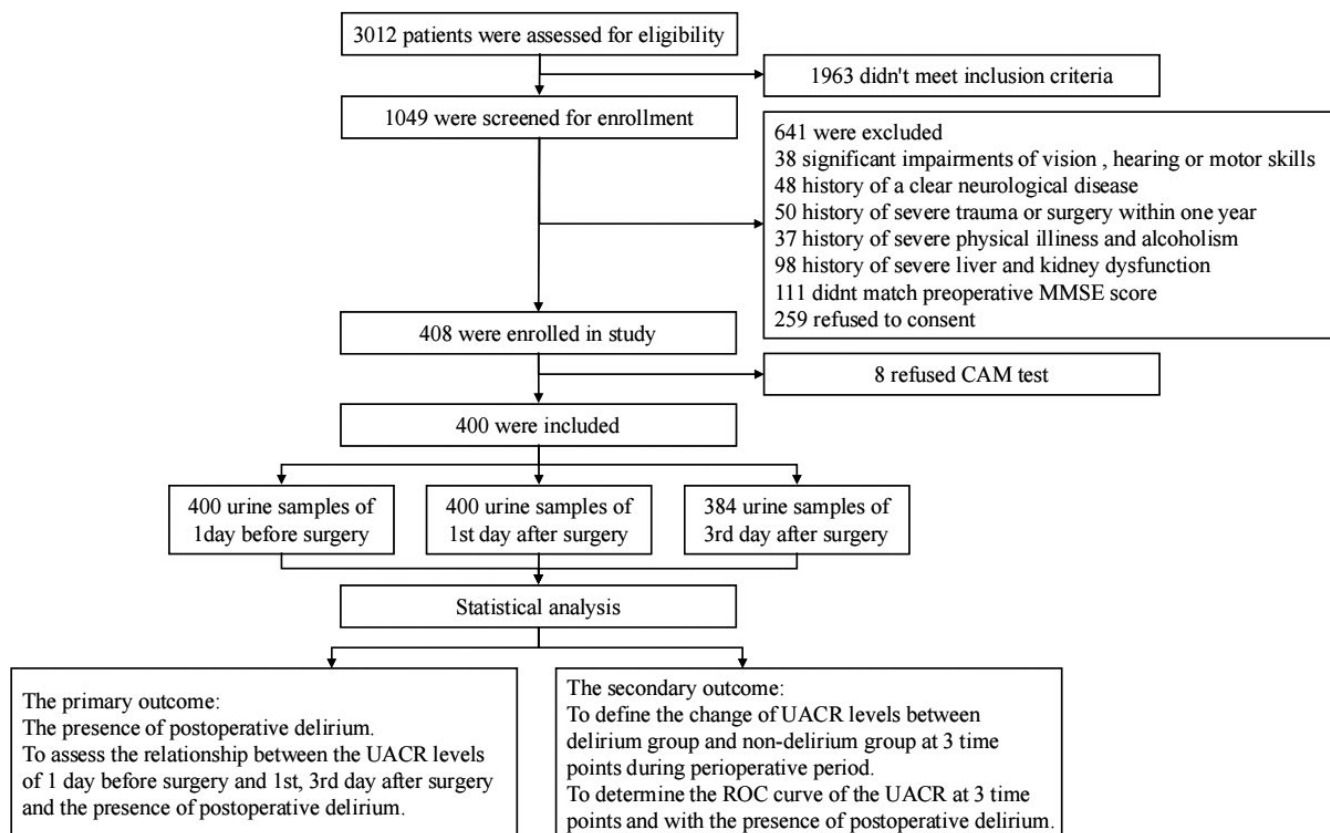 3012 patients were assessed for eligibility
1963 didn't meet inclusion criteria
1049 were screened for enrollment
641 were excluded
38 significant impairments of vision , hearing or motor skills
48 history of a clear neurological disease
50 history of severe trauma or surgery within one year
37 history of severe physical illiness and alcoholism
98 history of severe liver and kidney dysfunction
111 didnt match preoperative MMSE score
259 refused to consent
408 were enrolled in study
8 refused CAM test
400 were included
400 urine samples of
1day before surgery
400 urine samples of
1st day after surgery
384 urine samples of
3rd day after surgery
Statistical analysis
The primary outcome:
The presence of postoperative delirium.
To assess the relationship between the UACR levels
of 1 day before surgery and 1st, 3rd day after surgery
and the presence of postoperative delirium.
The secondary outcome:
To define the change of UACR levels between
delirium group and non-delirium group at 3 time
points during perioperative period.
To determine the ROC curve of the UACR at 3 time
points and with the presence of postoperative delirium.